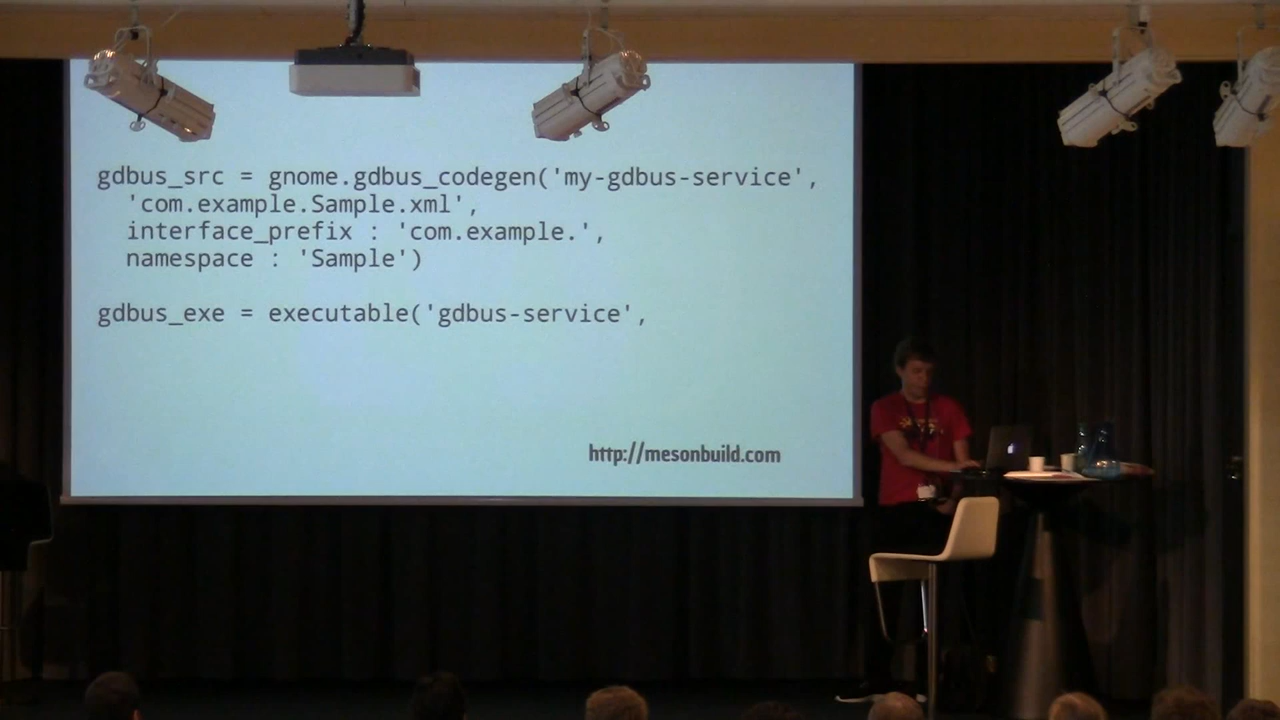 gdbus_src = gnome.gdbus_codegen('my-gdbus-service',
'com.example.Sample.xml',
interface_prefix : 'com.example.',
namespace : 'Sample')
gdbus_exe = executable('gdbus-service',
http://mesonbuild.com